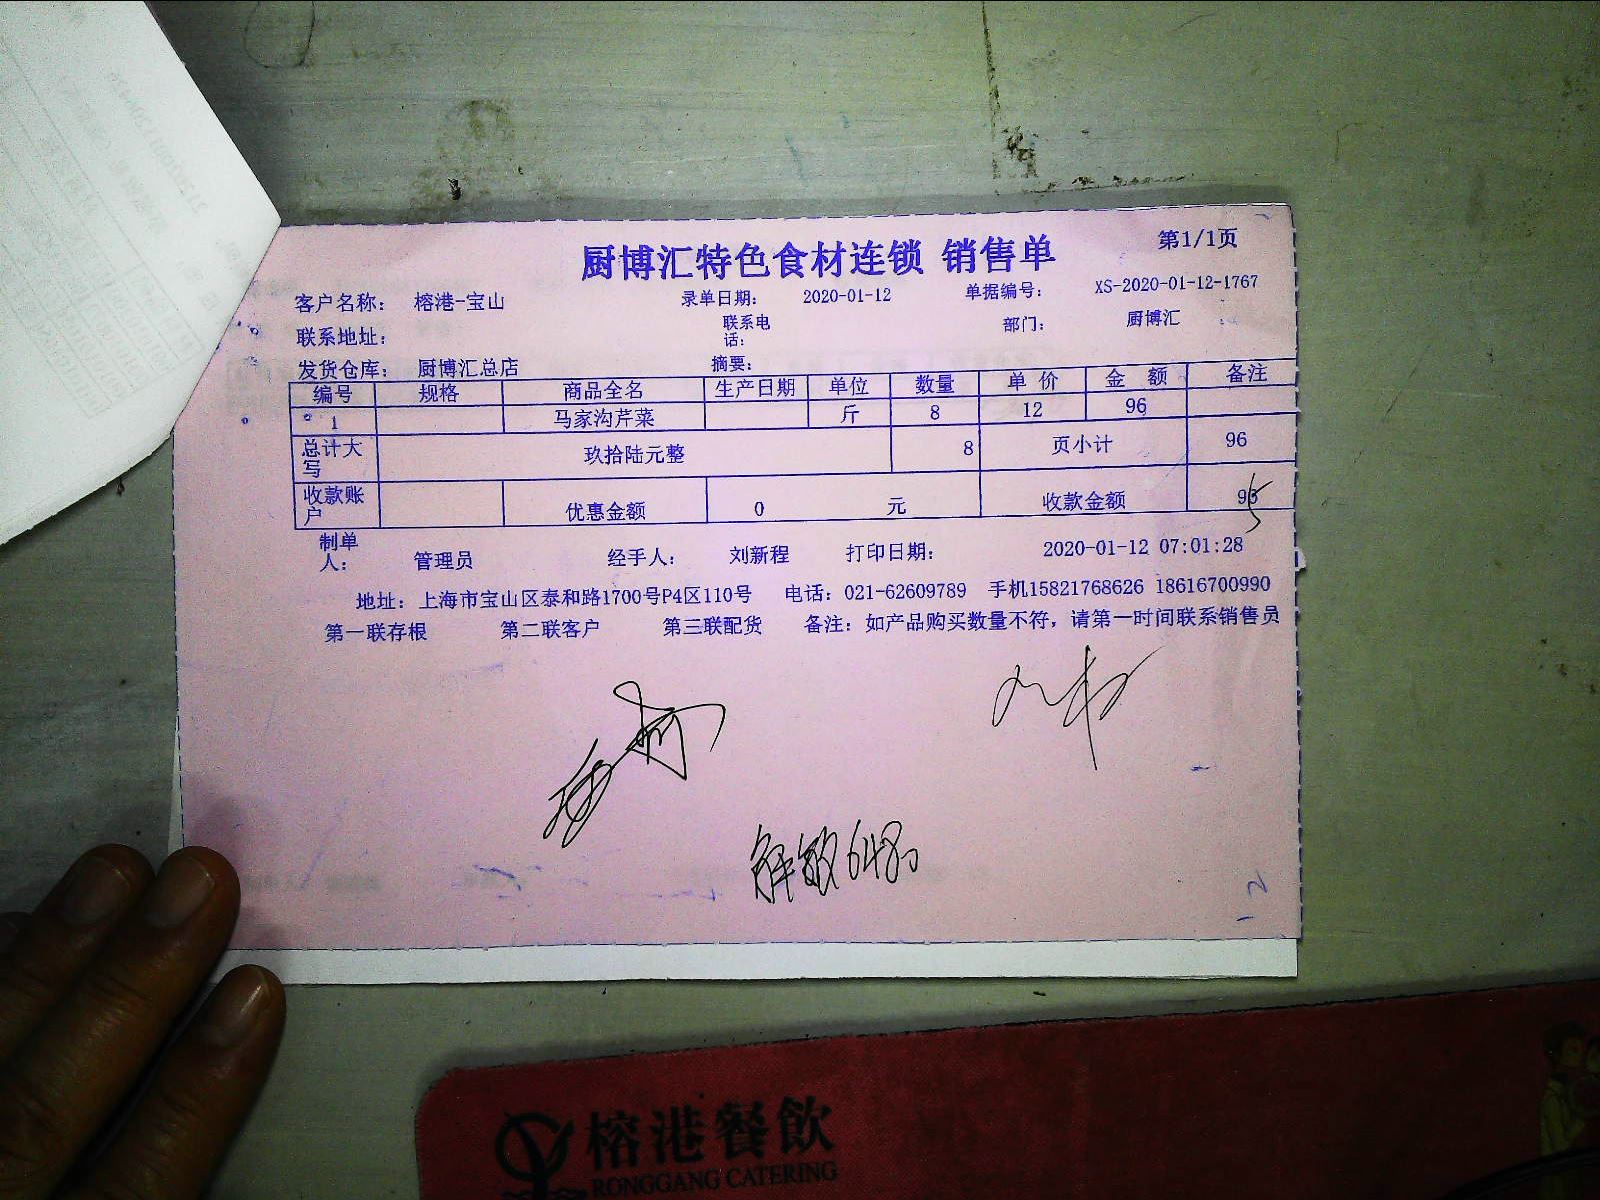 厨博汇特色食材连锁 销售单
第1/1页
客户名称: 榕港-宝山 录单日期: 2020-01-12 单据编号: XS-2020-01-12-1767
联系地址: 联系电话: 部门: 厨博汇
发货仓库: 厨博汇总店 摘要:
编号 规格 商品全名 生产日期 单位 数量 单价 金额 备注
1 马家沟芹菜 斤 8 12 96
总计大写 玖拾陆元整 8 页小计 96
收款账户 优惠金额 0 元 收款金额 95
制单人: 管理员 经手人: 刘新程 打印日期: 2020-01-12 07:01:28
地址: 上海市宝山区泰和路1700号P4区110号 电话: 021-62609789 手机15821768626 18616700990
第一联存根 第二联客户 第三联配货 备注: 如产品购买数量不符, 请第一时间联系销售员
榕港餐飲
RONGGANG CATERING